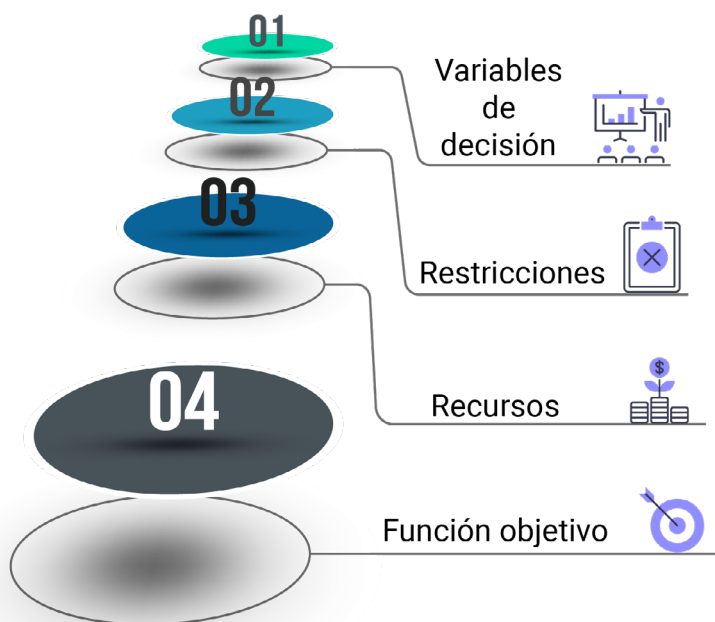 01
Variables
de
decisión
02
Restricciones
03
Recursos
$
04
Función objetivo